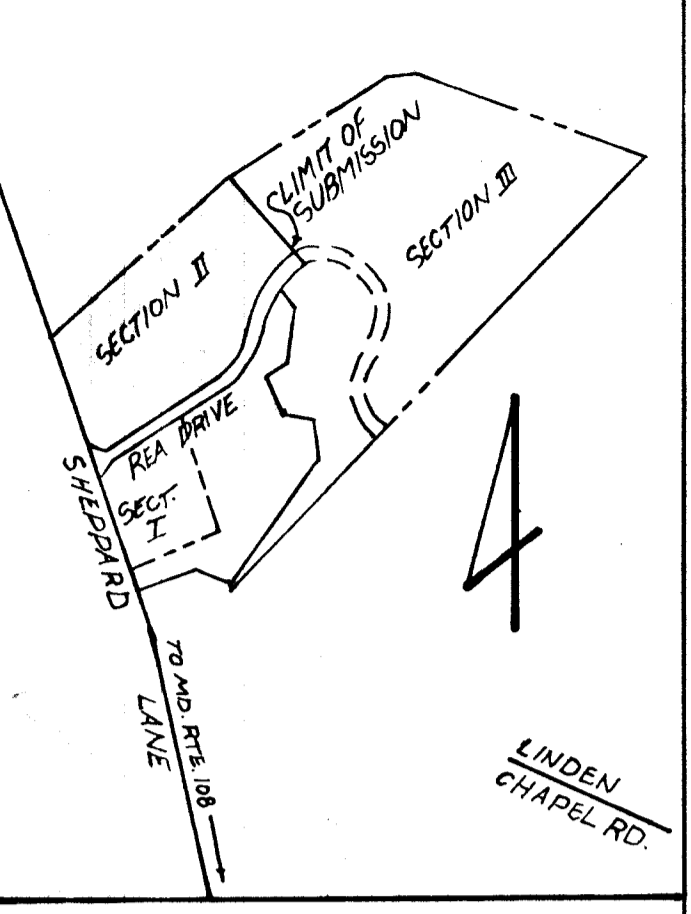 LIMIT OF
SUBMISSION
SECTION III
SECTION II
REA DRIVE
SECT.
I
SHEPPARD
LANE
TO MD. RTE. 108
4
LINDEN
CHAPEL RD.